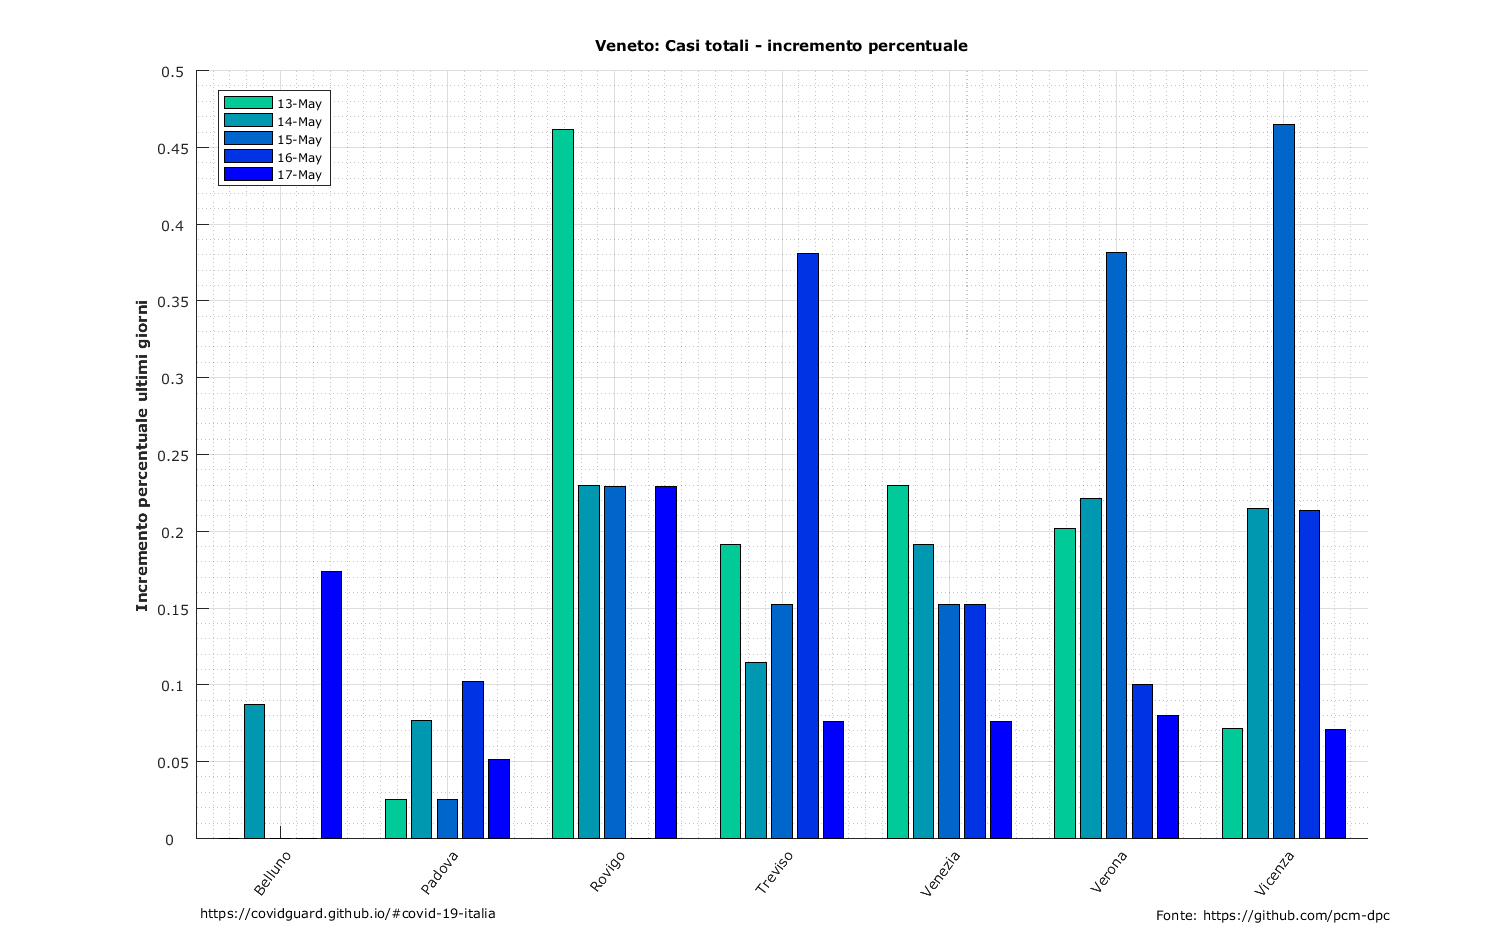 Veneto: Casi totali - incremento percentuale
0.5
0.45
0.4
0.35
0.3
0.25
0.2
0.15
0.1
0.05
0
Incremento percentuale ultimi giorni
13-May
14-May
15-May
16-May
17-May
Belluno
Padova
Rovigo
Treviso
Venezia
Verona
Vicenza
https://covidguard.github.io/#covid-19-italia
Fonte: https://github.com/pcm-dpc